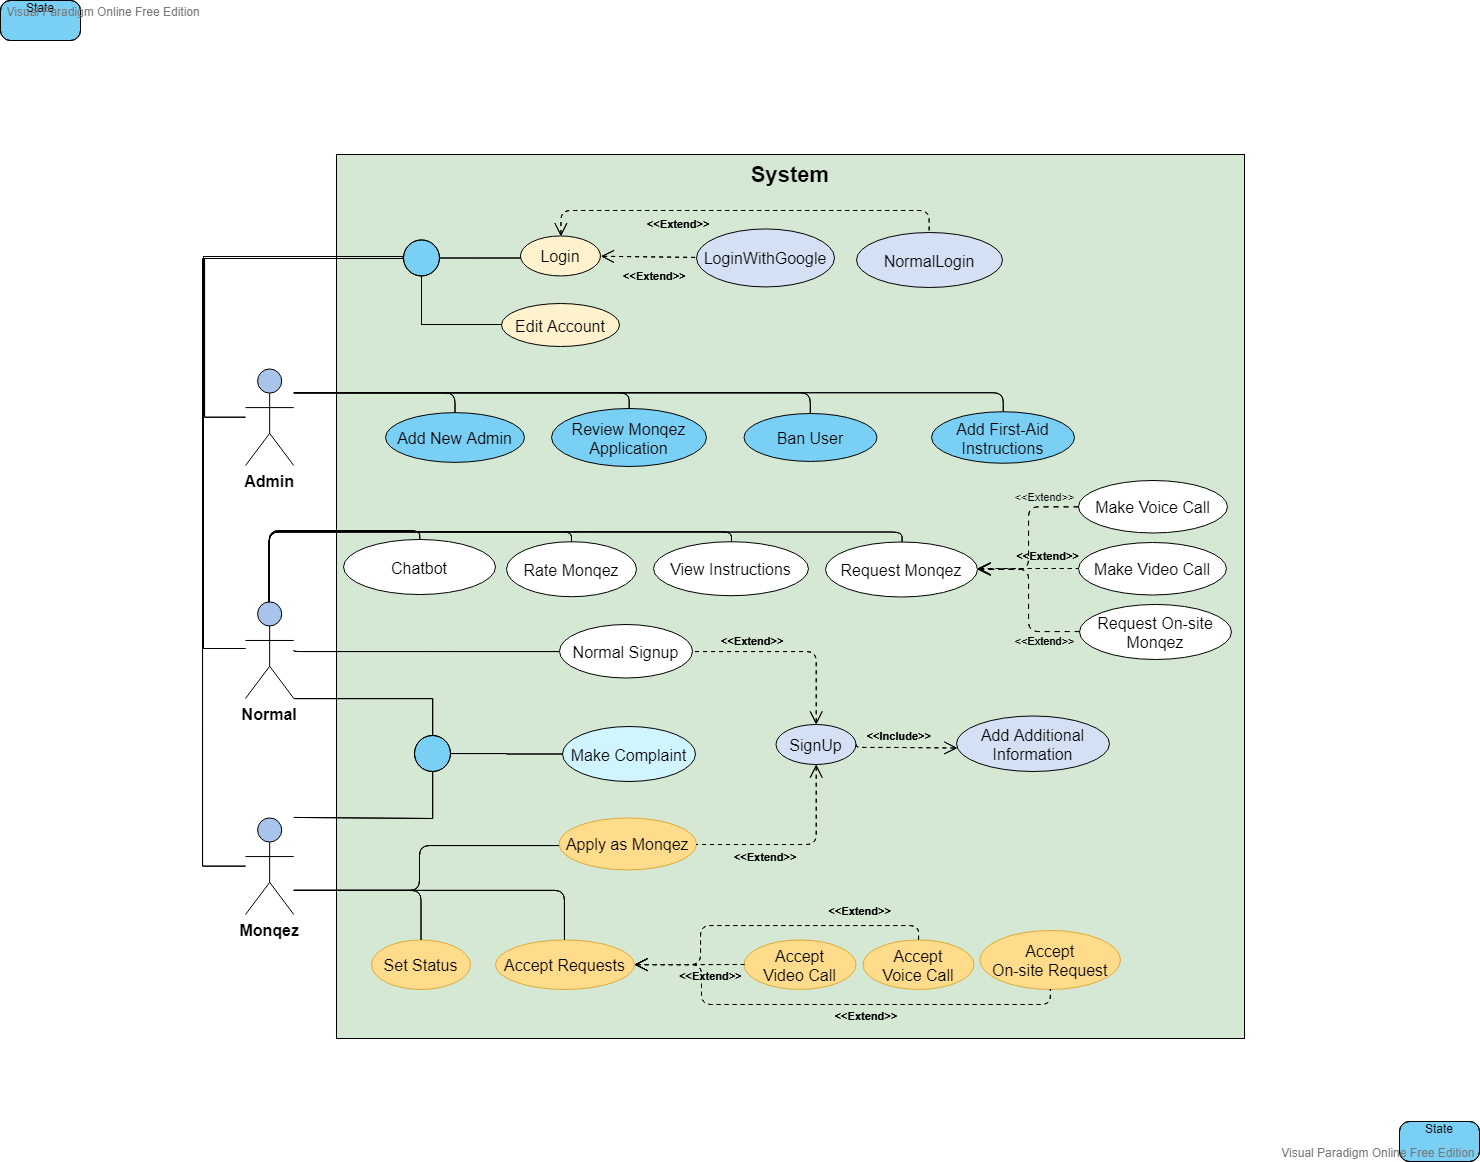 State
Visual Paradigm Online Free Edition
System
<<Extend>>
Login
LoginWithGoogle
NormalLogin
<<Extend>>
Edit Account
Admin
Add New Admin
Review Monqez
Application
Ban User
Add First-Aid
Instructions
<<Extend>>
Make Voice Call
<<Extend>>
Chatbot
Rate Monqez
View Instructions
Request Monqez
Make Video Call
Request On-site
Monqez
<<Extend>>
<<Extend>>
Normal Signup
Normal
SignUp
<<Include>>
Add Additional
Information
Make Complaint
Apply as Monqez
<<Extend>>
Monqez
<<Extend>>
Set Status
Accept Requests
<<Extend>>
Accept
Video Call
Accept
Voice Call
Accept
On-site Request
<<Extend>>
State
Visual Paradigm Online Free Edition